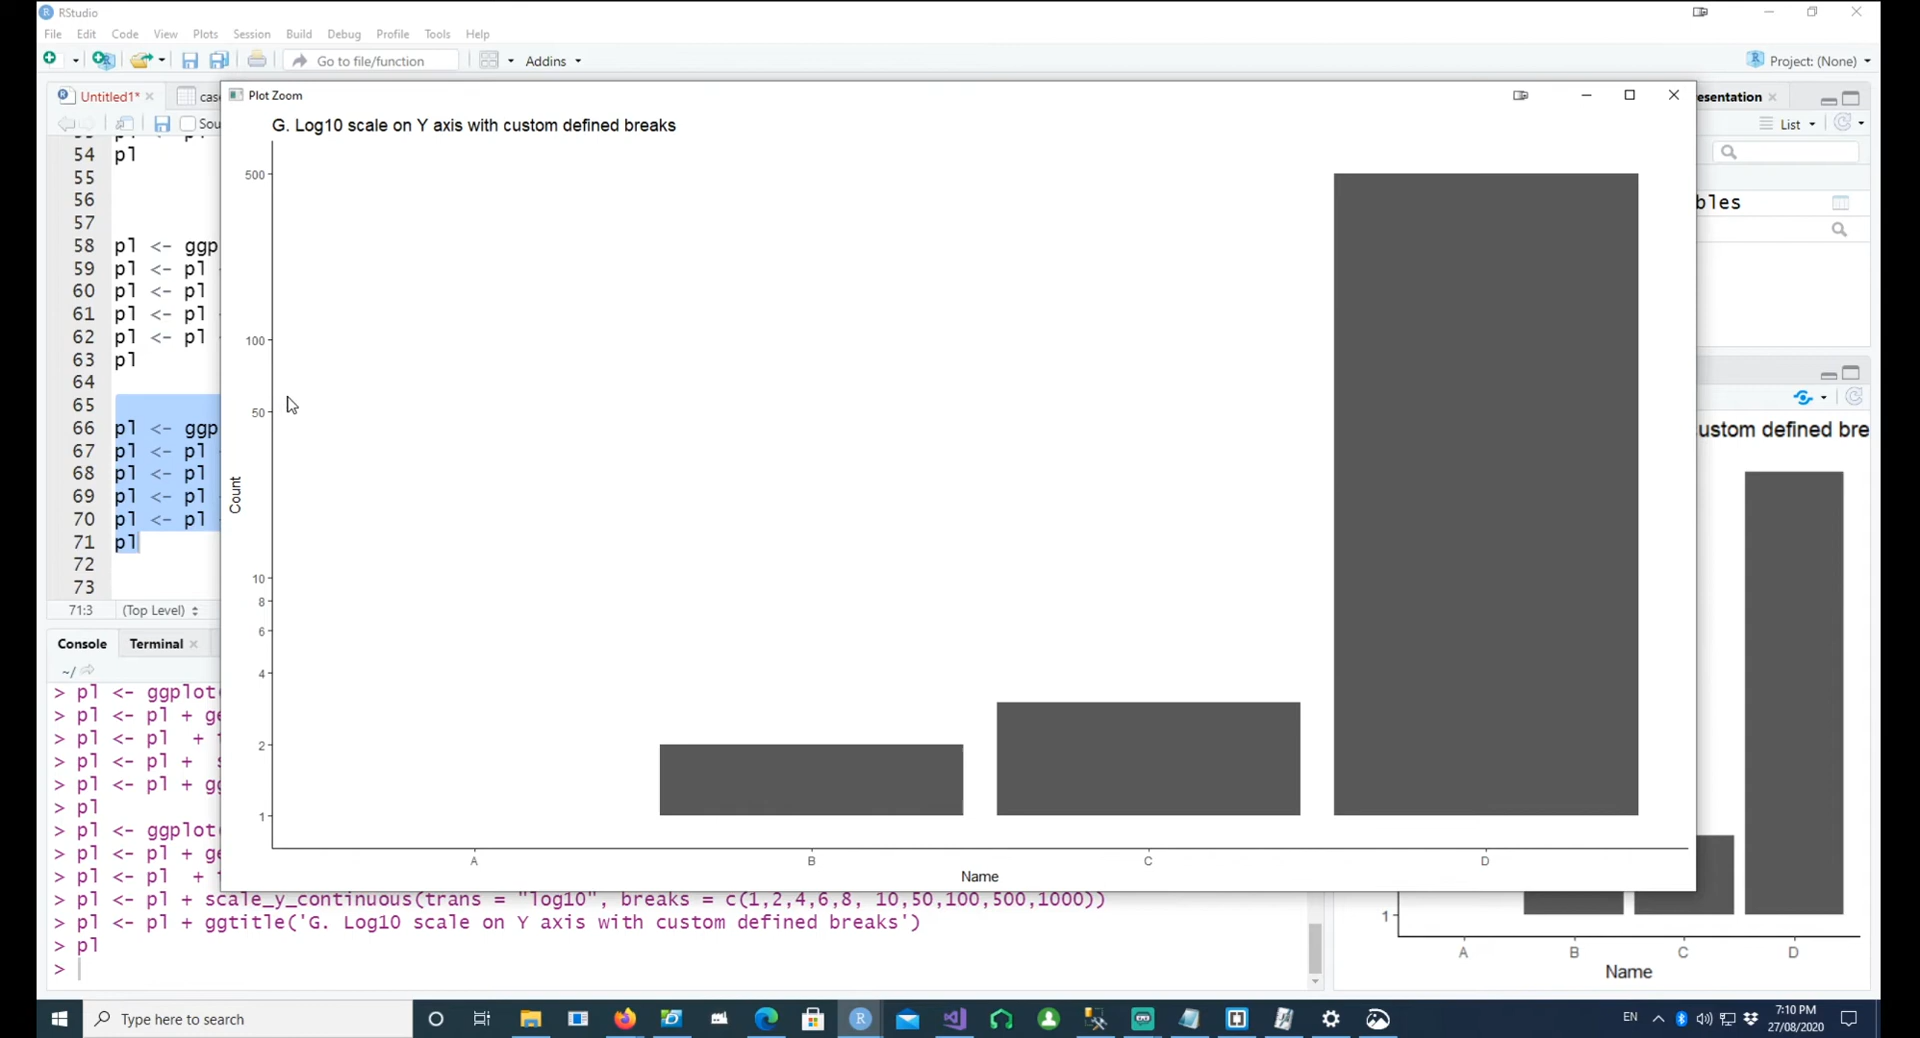 RStudio
File Edit Code View Plots Session Build Debug Profile Tools Help
Go to file/function Addins Project: (None)
Untitled1* Plot Zoom esentation
G. Log10 scale on Y axis with custom defined breaks
List
54 pl
55
56
57
58 pl <- ggp
59 pl <- pl
60 pl <- pl
61 pl <- pl
62 pl <- pl
63 pl
64
65
66 pl <- ggp
67 pl <- pl
68 pl <- pl
69 pl <- pl
70 pl <- pl
71 pl
72
73
71:3 (Top Level)
500
100
50
10
8
6
4
2
1
Count
A B C D
Name
bles
ustom defined bre
1
A B C D
Name
Console Terminal
~/
> pl <- ggplot(
> pl <- pl + ge
> pl <- pl + t
> pl <- pl + s
> pl <- pl + gg
> pl
> pl <- ggplot(
> pl <- pl + ge
> pl <- pl + t
> pl <- pl + scale_y_continuous(trans = "log10", breaks = c(1,2,4,6,8, 10,50,100,500,1000))
> pl <- pl + ggtitle('G. Log10 scale on Y axis with custom defined breaks')
> pl
>
Type here to search
EN
7:10 PM
27/08/2020